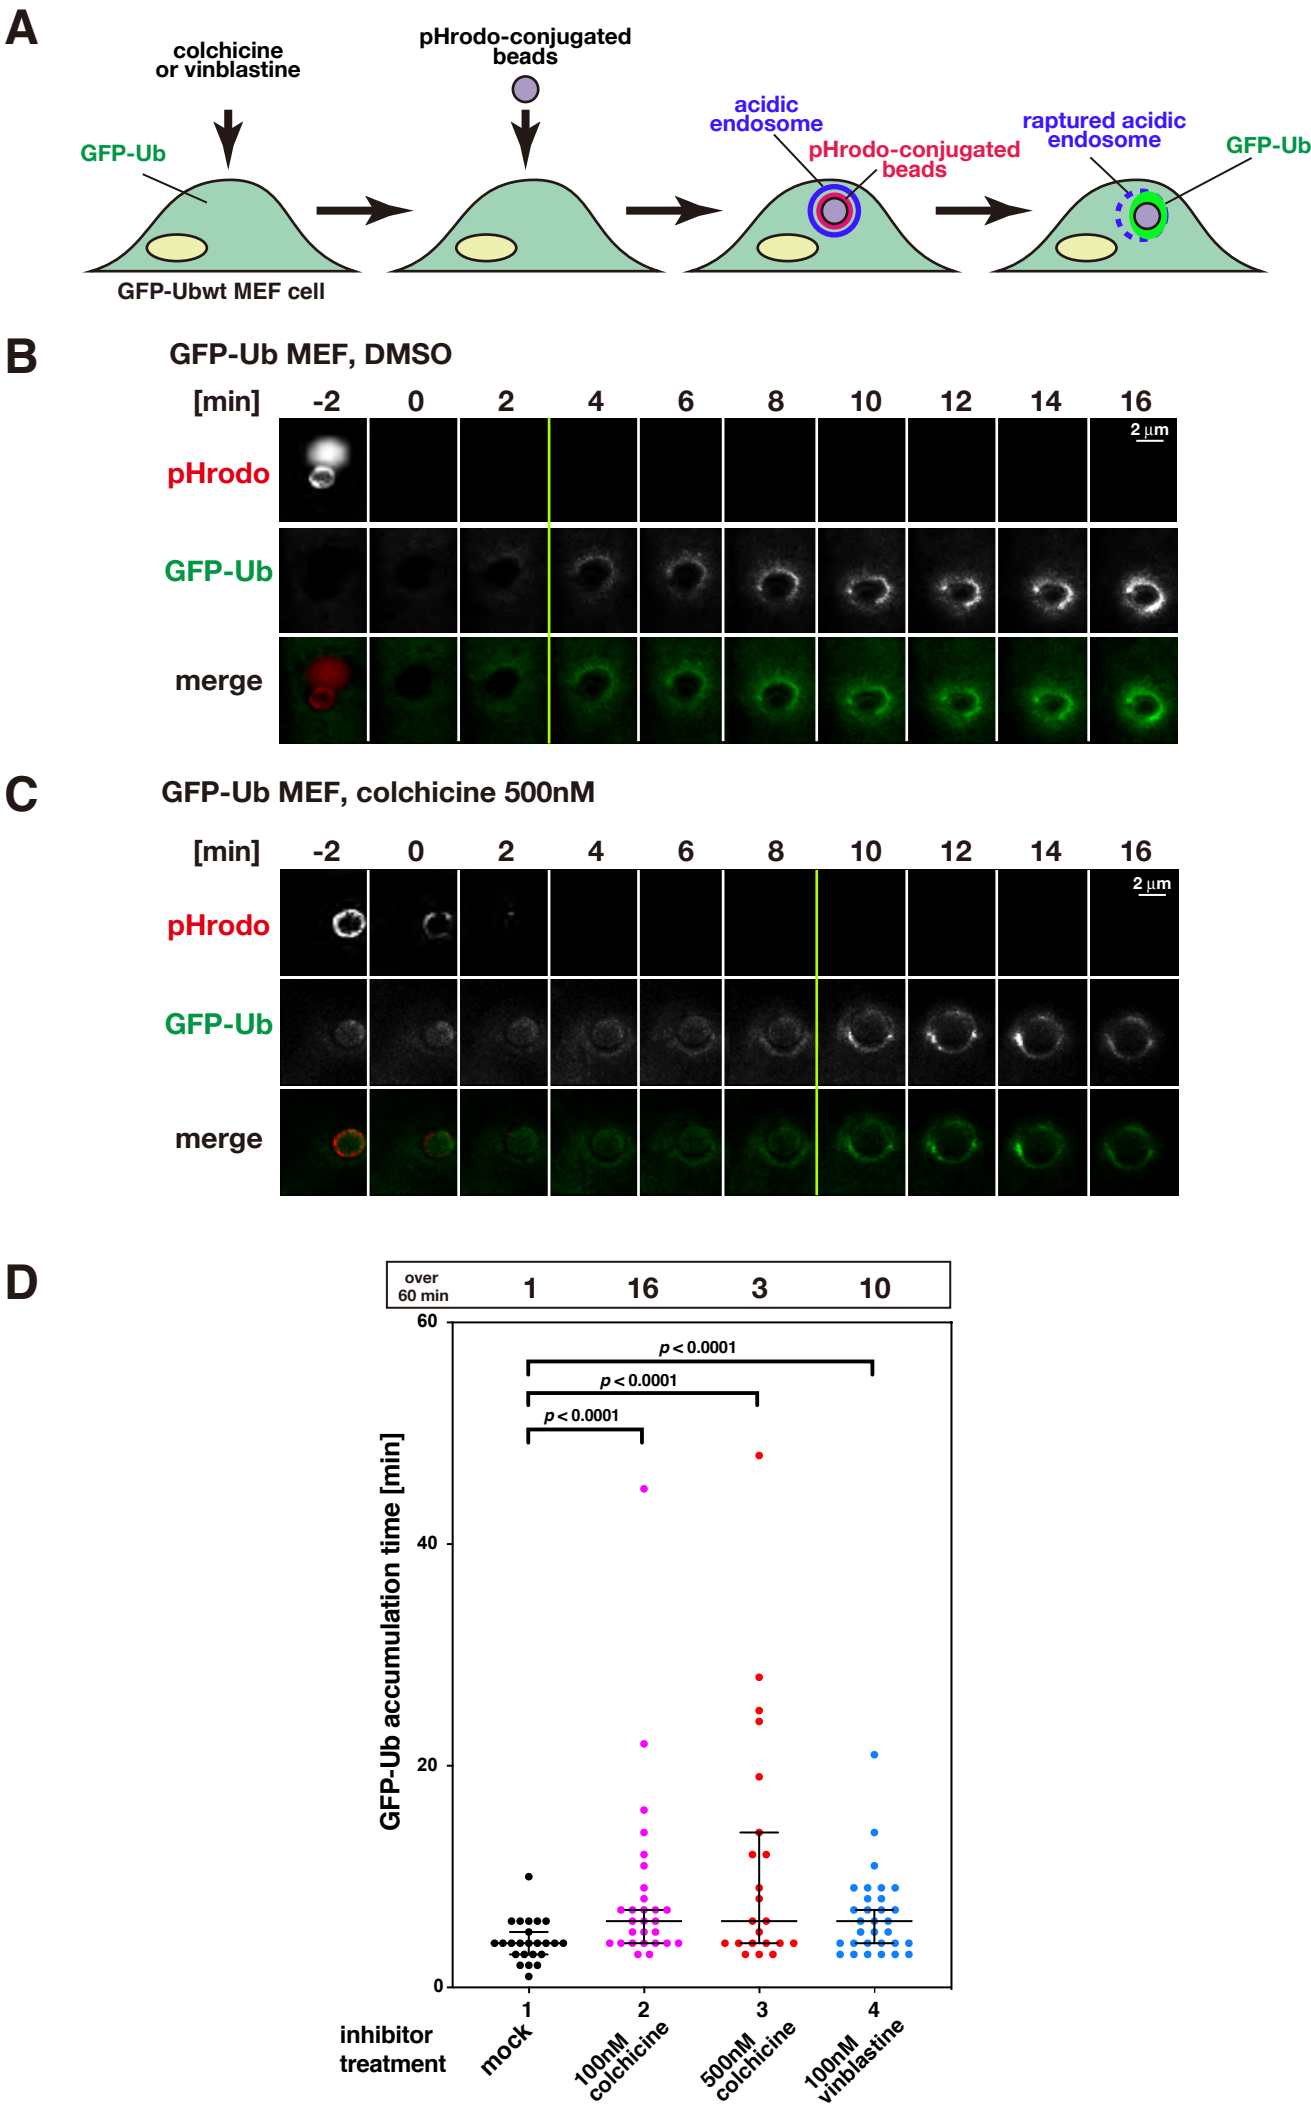 A
colchicine
or vinblastine
pHrodo-conjugated
beads
GFP-Ub
acidic
endosome
pHrodo-conjugated
beads
raptured acidic
endosome
GFP-Ub
GFP-Ubwt MEF cell
B
GFP-Ub MEF, DMSO
[min] -2 0 2 4 6 8 10 12 14 16
2 μm
pHrodo
GFP-Ub
merge
C
GFP-Ub MEF, colchicine 500nM
[min] -2 0 2 4 6 8 10 12 14 16
2 μm
pHrodo
GFP-Ub
merge
D
over
60 min
1 16 3 10
60
p < 0.0001
p < 0.0001
p < 0.0001
40
20
0
GFP-Ub accumulation time [min]
1 2 3 4
inhibitor
treatment
mock
100nM
colchicine
500nM
colchicine
100nM
vinblastine